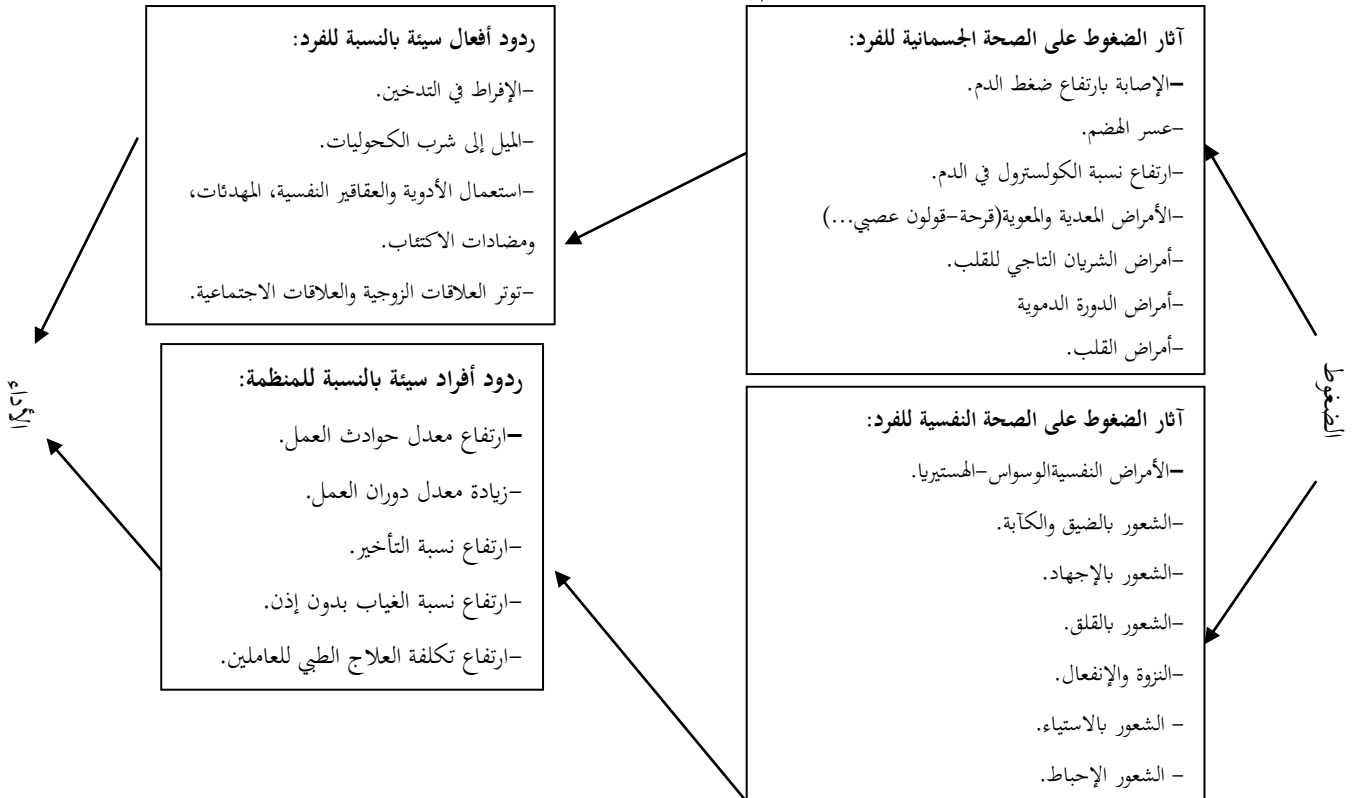 الضغوط
آثار الضغوط على الصحة الجسمانية للفرد:
-الإصابة بارتفاع ضغط الدم.
-عسر الهضم.
-ارتفاع نسبة الكولسترول في الدم.
-الأمراض المعدية والمعوية(قرحة-قولون عصبي...)
-أمراض الشريان التاجي للقلب.
-أمراض الدورة الدموية
-أمراض القلب.
آثار الضغوط على الصحة النفسية للفرد:
-الأمراض النفسيةالوسواس-الهستيريا.
-الشعور بالضيق والكآبة.
-الشعور بالإجهاد.
-الشعور بالقلق.
-النزوة والإنفعال.
- الشعور بالاستياء.
- الشعور الإحباط.
ردود أفعال سيئة بالنسبة للفرد:
-الإفراط في التدخين.
-الميل إلى شرب الكحوليات.
-استعمال الأدوية والعقاقير النفسية، المهدئات،
ومضادات الاكتئاب.
-توتر العلاقات الزوجية والعلاقات الاجتماعية.
ردود أفراد سيئة بالنسبة للمنظمة:
-ارتفاع معدل حوادث العمل.
-زيادة معدل دوران العمل.
-ارتفاع نسبة التأخير.
-ارتفاع نسبة الغياب بدون إذن.
-ارتفاع تكلفة العلاج الطبي للعاملين.
الأداء